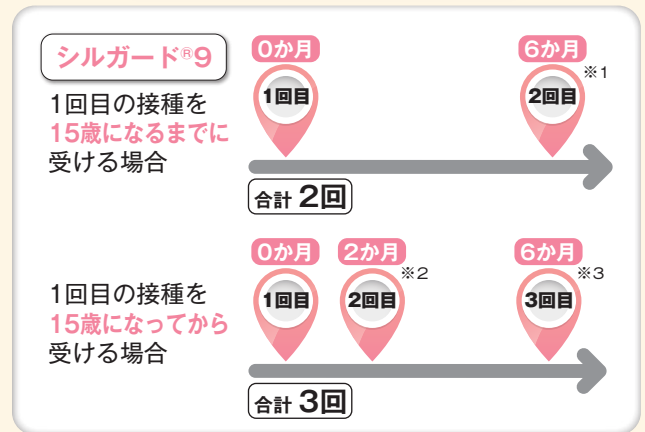 シルガード®9
1回目の接種を
15歳になるまでに
受ける場合
0か月
1回目
6か月
※1
2回目
合計 2回
1回目の接種を
15歳になってから
受ける場合
0か月
1回目
2か月
※2
2回目
6か月
※3
3回目
合計 3回